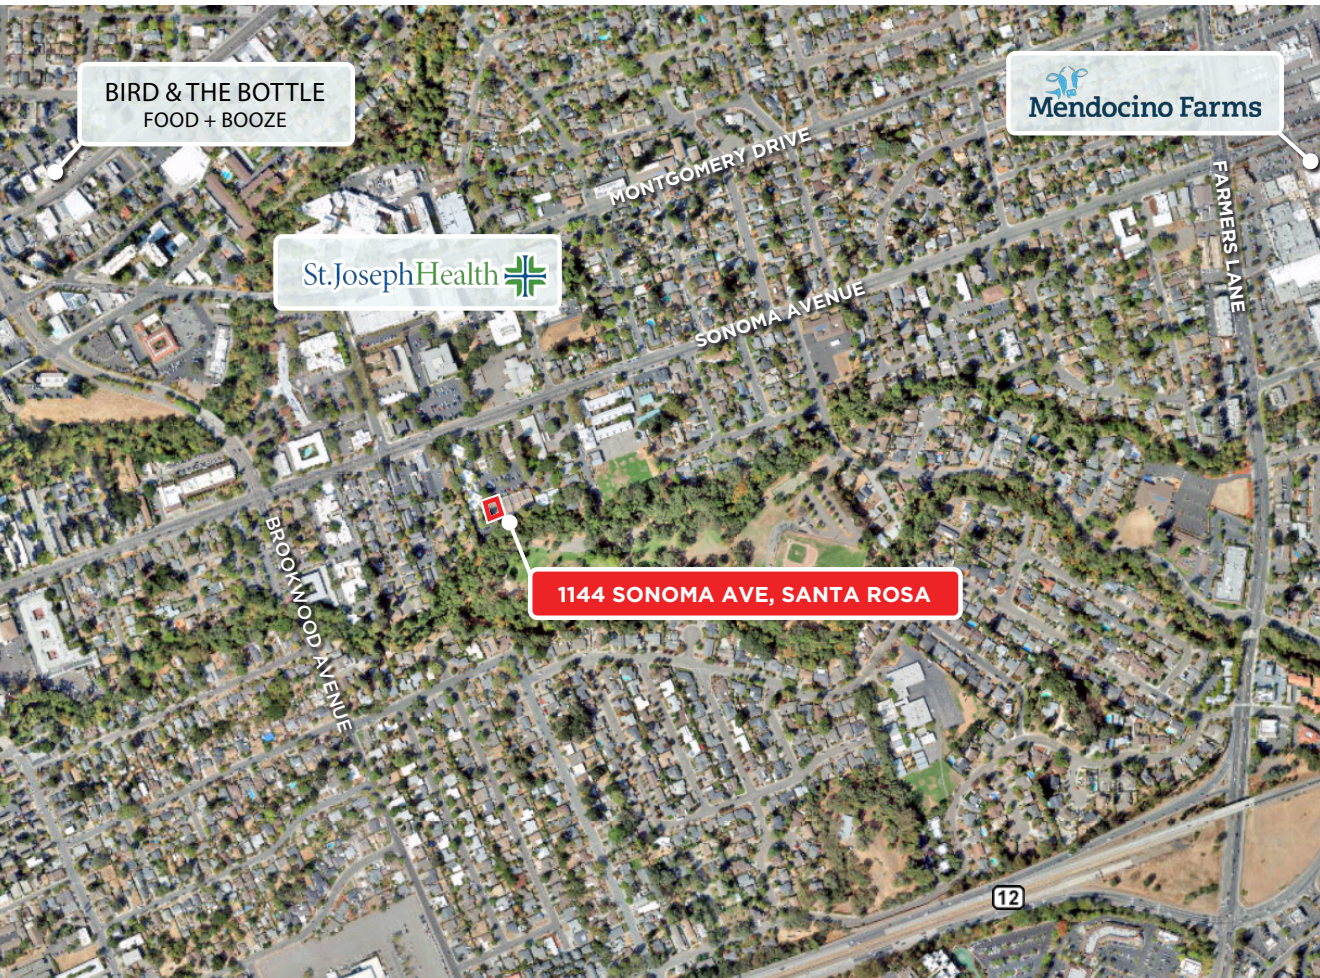 BIRD & THE BOTTLE
FOOD + BOOZE
Mendocino Farms
MONTGOMERY DRIVE
FARMERS LANE
St.JosephHealth
SONOMA AVENUE
BROOKWOOD AVENUE
1144 SONOMA AVE, SANTA ROSA
12